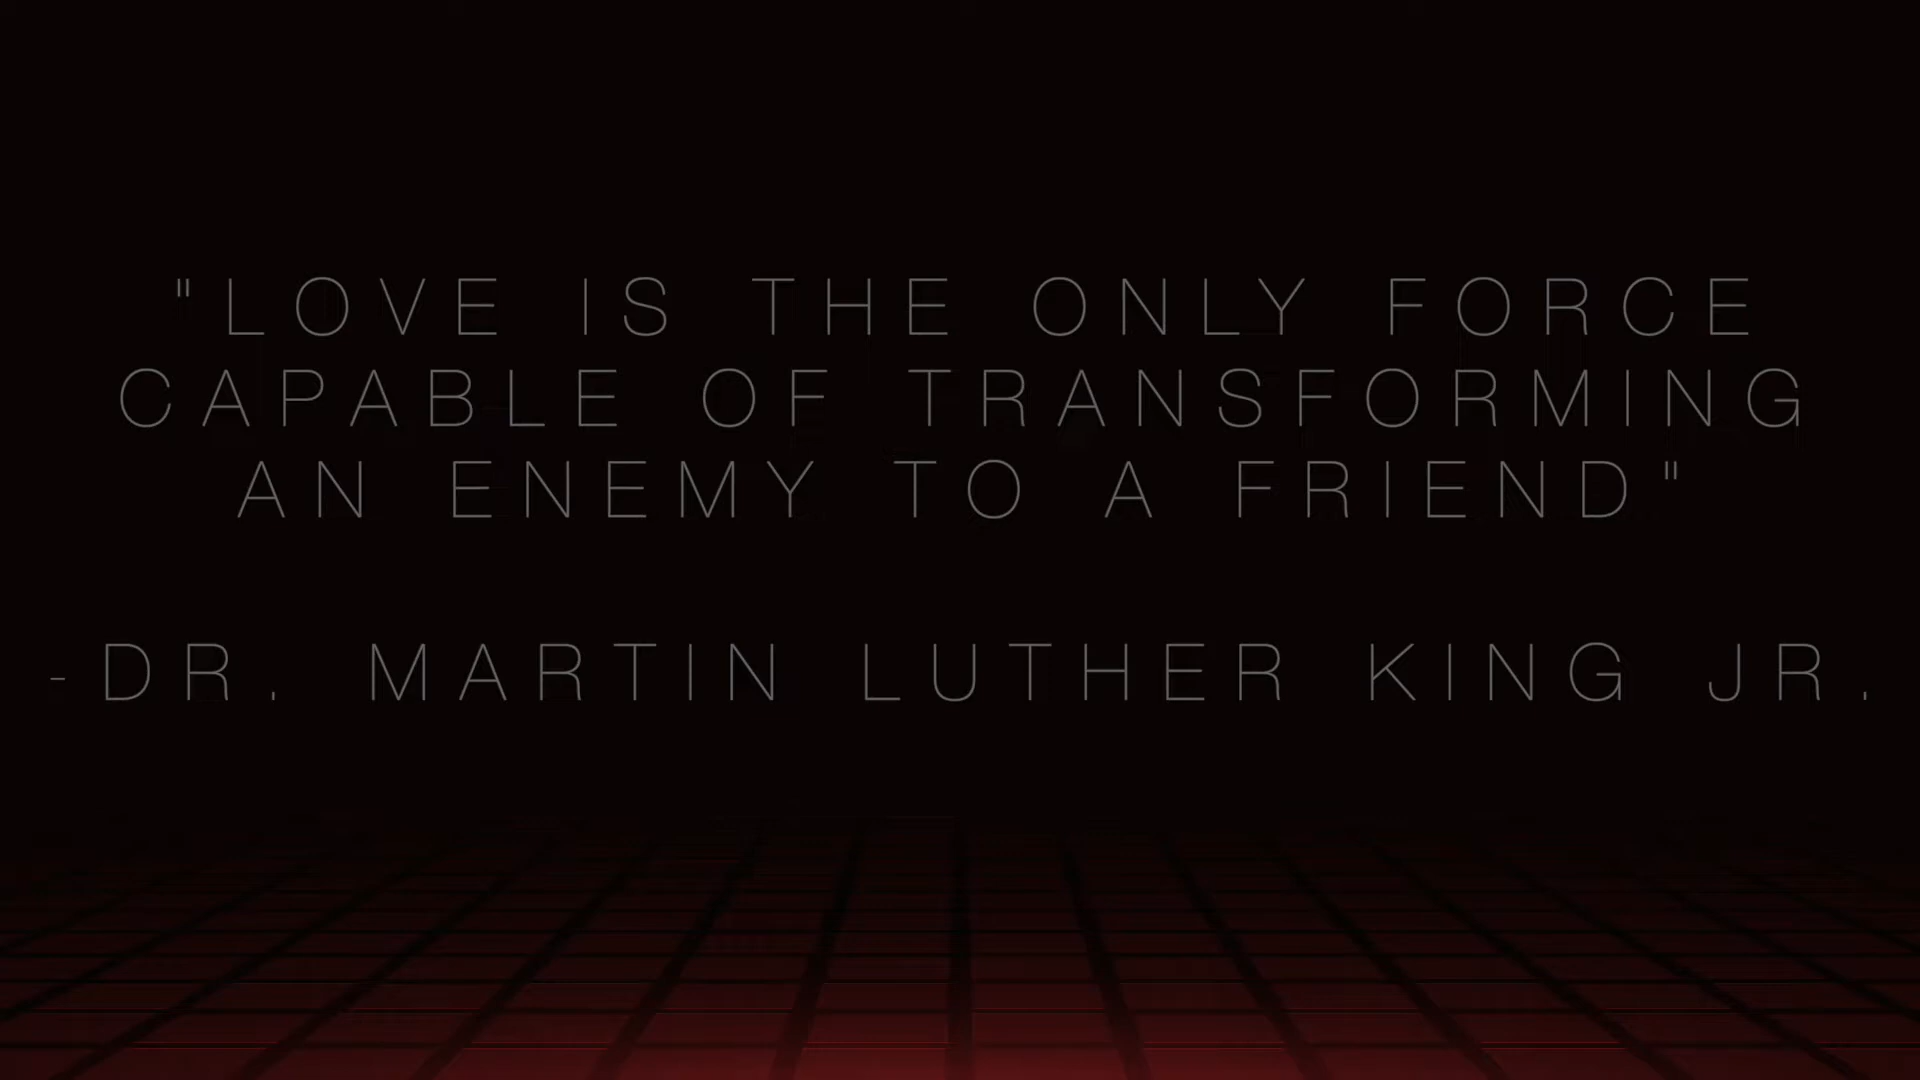 "LOVE IS THE ONLY FORCE
CAPABLE OF TRANSFORMING
AN ENEMY TO A FRIEND"
-DR. MARTIN LUTHER KING JR.